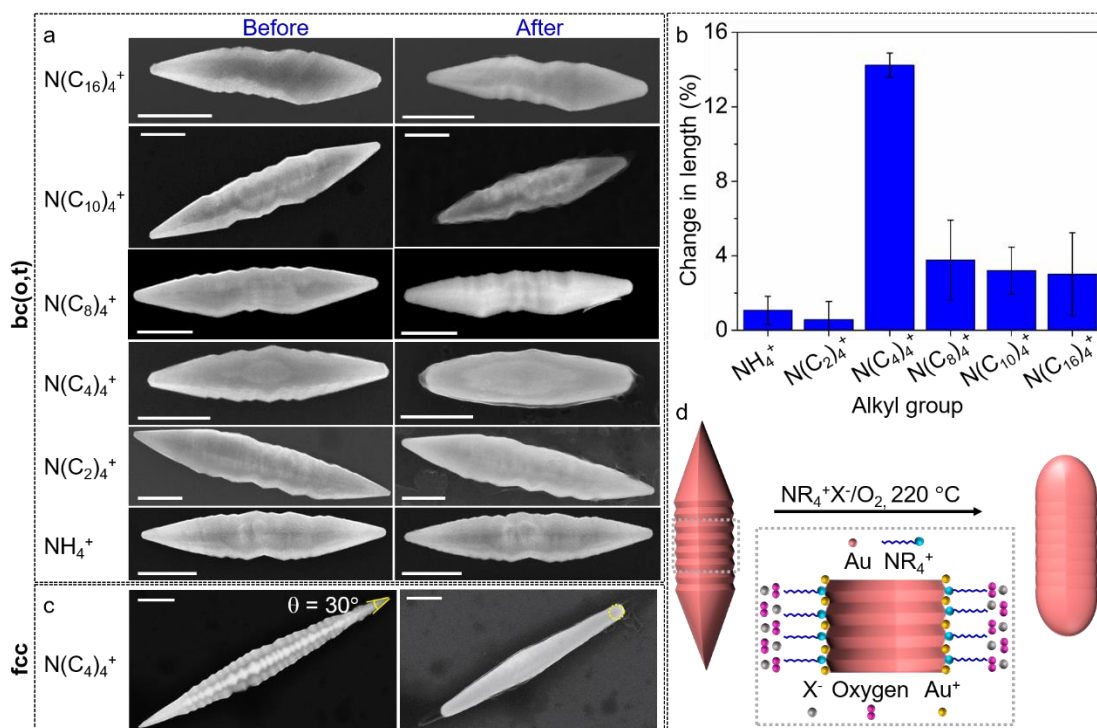 a
Before
After
N(C₁₆)₄⁺
N(C₁₀)₄⁺
N(C₈)₄⁺
N(C₄)₄⁺
N(C₂)₄⁺
NH₄⁺
bc(o,t)
c
θ = 30°
N(C₄)₄⁺
fcc
b
Change in length (%)
16
12
8
4
0
NH₄⁺
N(C₂)₄⁺
N(C₄)₄⁺
N(C₈)₄⁺
N(C₁₀)₄⁺
N(C₁₆)₄⁺
Alkyl group
d
NR₄⁺X⁻/O₂, 220 °C
Au NR₄⁺
X⁻ Oxygen Au⁺